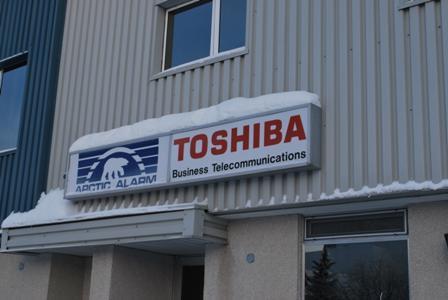 ARCTIC ALARM
TOSHIBA
Business Telecommunications